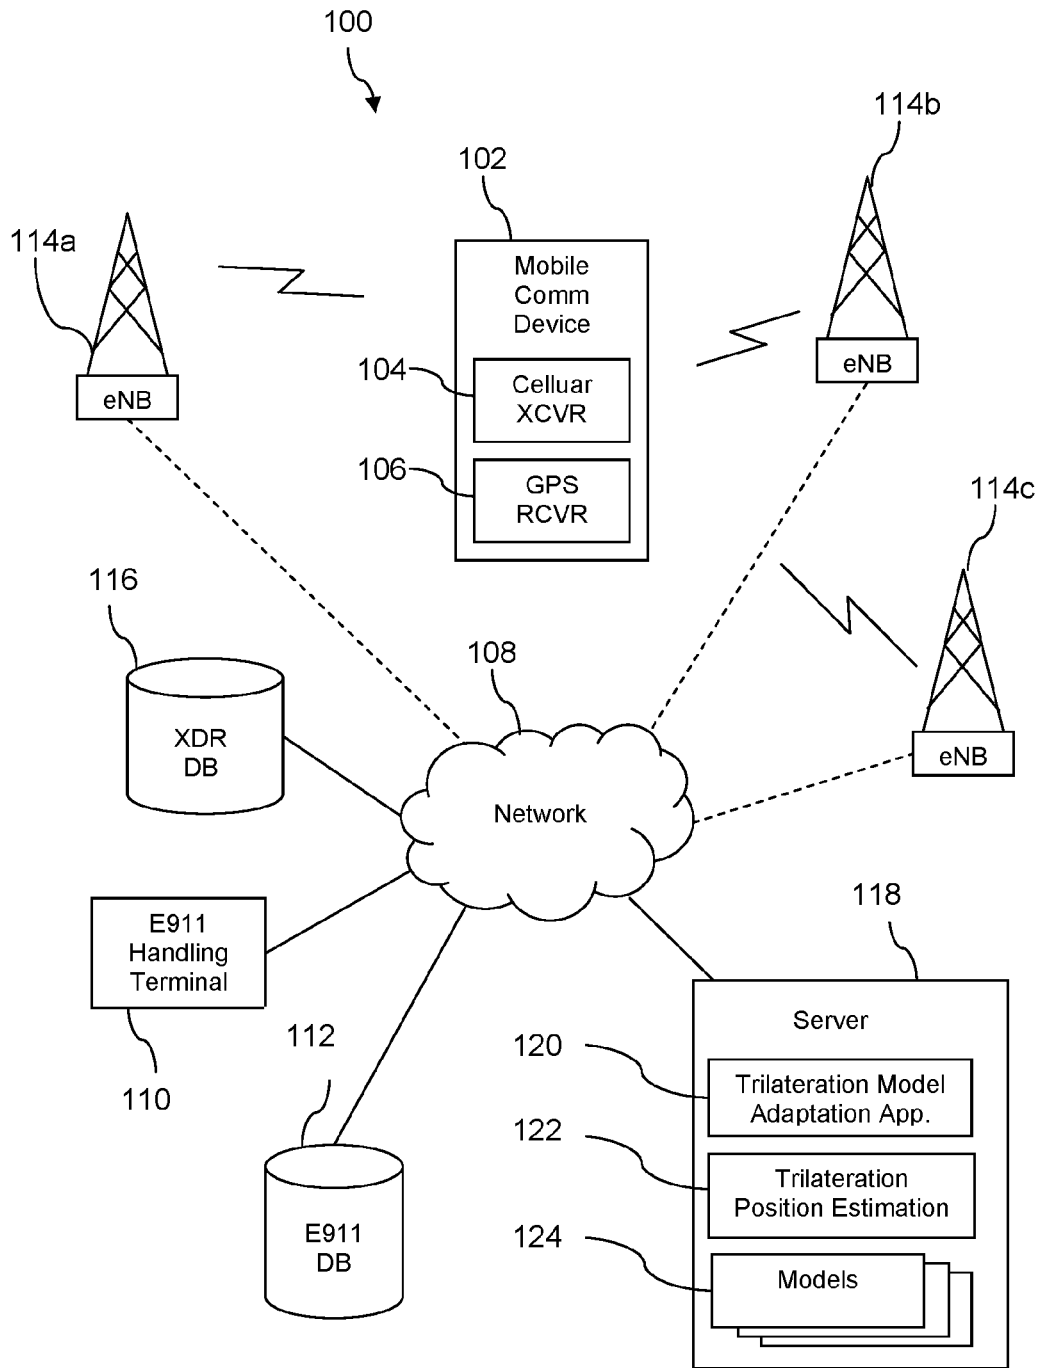 100
114b
102
114a
Mobile
Comm
Device
eNB
104
Celluar
XCVR
eNB
106
GPS
RCVR
114c
116
108
XDR
DB
eNB
Network
118
E911
Handling
Terminal
110
112
Server
120
Trilateration Model
Adaptation App.
122
Trilateration
Position Estimation
124
E911
DB
Models